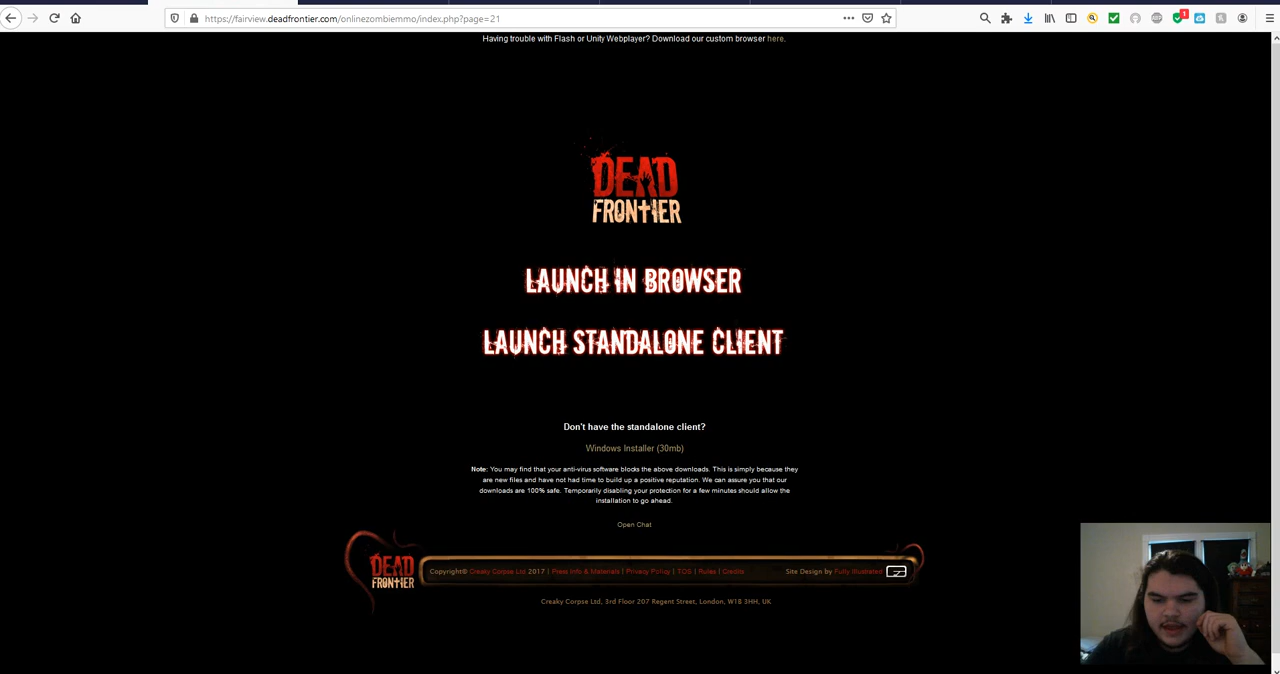 https://fairview.deadfrontier.com/onlinezombiemmo/index.php?page=21
1
Having trouble with Flash or Unity Webplayer? Download our custom browser here.
DEAD
FRONTIER
LAUNCH IN BROWSER
LAUNCH STANDALONE CLIENT
Don't have the standalone client?
Windows Installer (30mb)
Note: You may find that your anti-virus software blocks the above downloads. This is simply because they
are new files and have not had time to build up a positive reputation. We can assure you that our
downloads are 100% safe. Temporarily disabling your protection for a few minutes should allow the
installation to go ahead.
Open Chat
DEAD
FRONTIER
Copyright© Creaky Corpse Ltd 2017 | Press Info & Materials | Privacy Policy | TOS | Rules | Credits
Site Design by Fully Illustrated
Creaky Corpse Ltd, 3rd Floor 207 Regent Street, London, W1B 3HH, UK